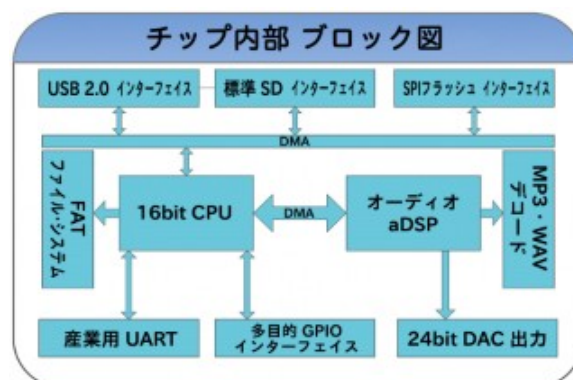 チップ内部 ブロック図
USB 2.0 インターフェイス
標準 SD インターフェイス
SPIフラッシュ インターフェイス
DMA
FAT
ファイル・システム
16bit CPU
DMA
オーディオ
aDSP
MP3・WAV
デコード
産業用 UART
多目的 GPIO
インターフェイス
24bit DAC 出力